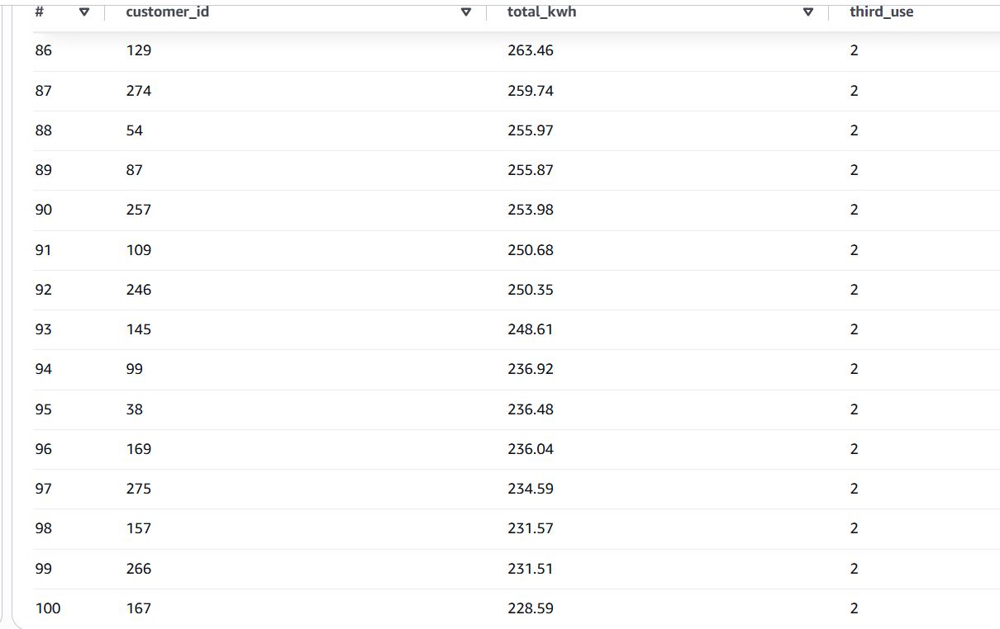 # customer_id total_kwh third_use
86 129 263.46 2
87 274 259.74 2
88 54 255.97 2
89 87 255.87 2
90 257 253.98 2
91 109 250.68 2
92 246 250.35 2
93 145 248.61 2
94 99 236.92 2
95 38 236.48 2
96 169 236.04 2
97 275 234.59 2
98 157 231.57 2
99 266 231.51 2
100 167 228.59 2